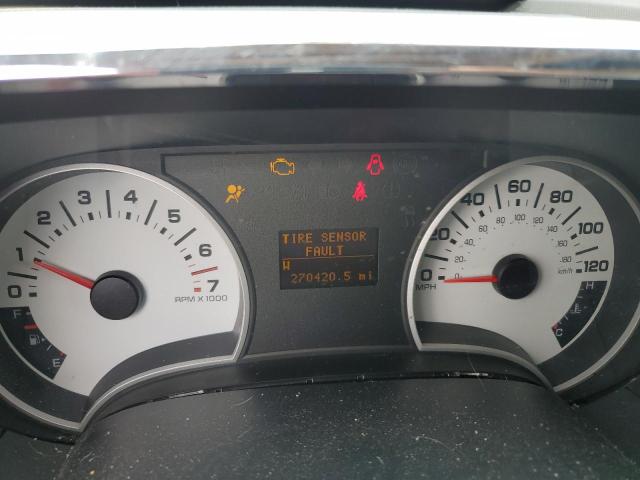 TIRE SENSOR
FAULT
W
270420.5 mi
0 1 2 3 4 5 6 7
RPM X 1000
F
E
0 20 40 60 80 100 120
MPH
km/h
H
C